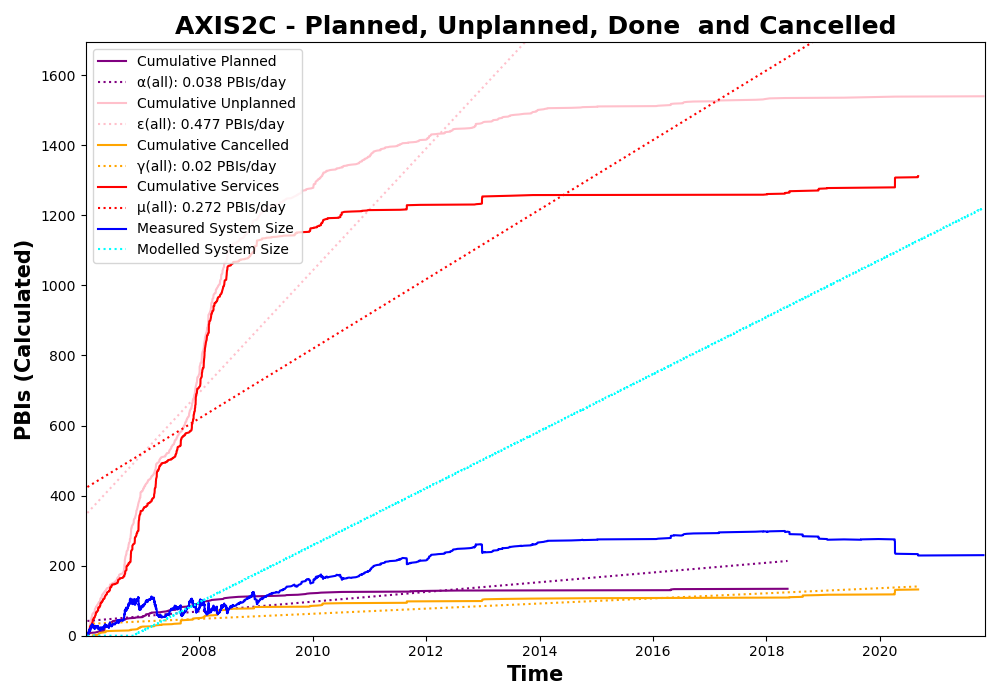 AXIS2C - Planned, Unplanned, Done  and Cancelled
PBIs (Calculated)
1600
1400
1200
1000
800
600
400
200
0
Cumulative Planned
α(all): 0.038 PBIs/day
Cumulative Unplanned
ε(all): 0.477 PBIs/day
Cumulative Cancelled
γ(all): 0.02 PBIs/day
Cumulative Services
μ(all): 0.272 PBIs/day
Measured System Size
Modelled System Size
2008 2010 2012 2014 2016 2018 2020
Time